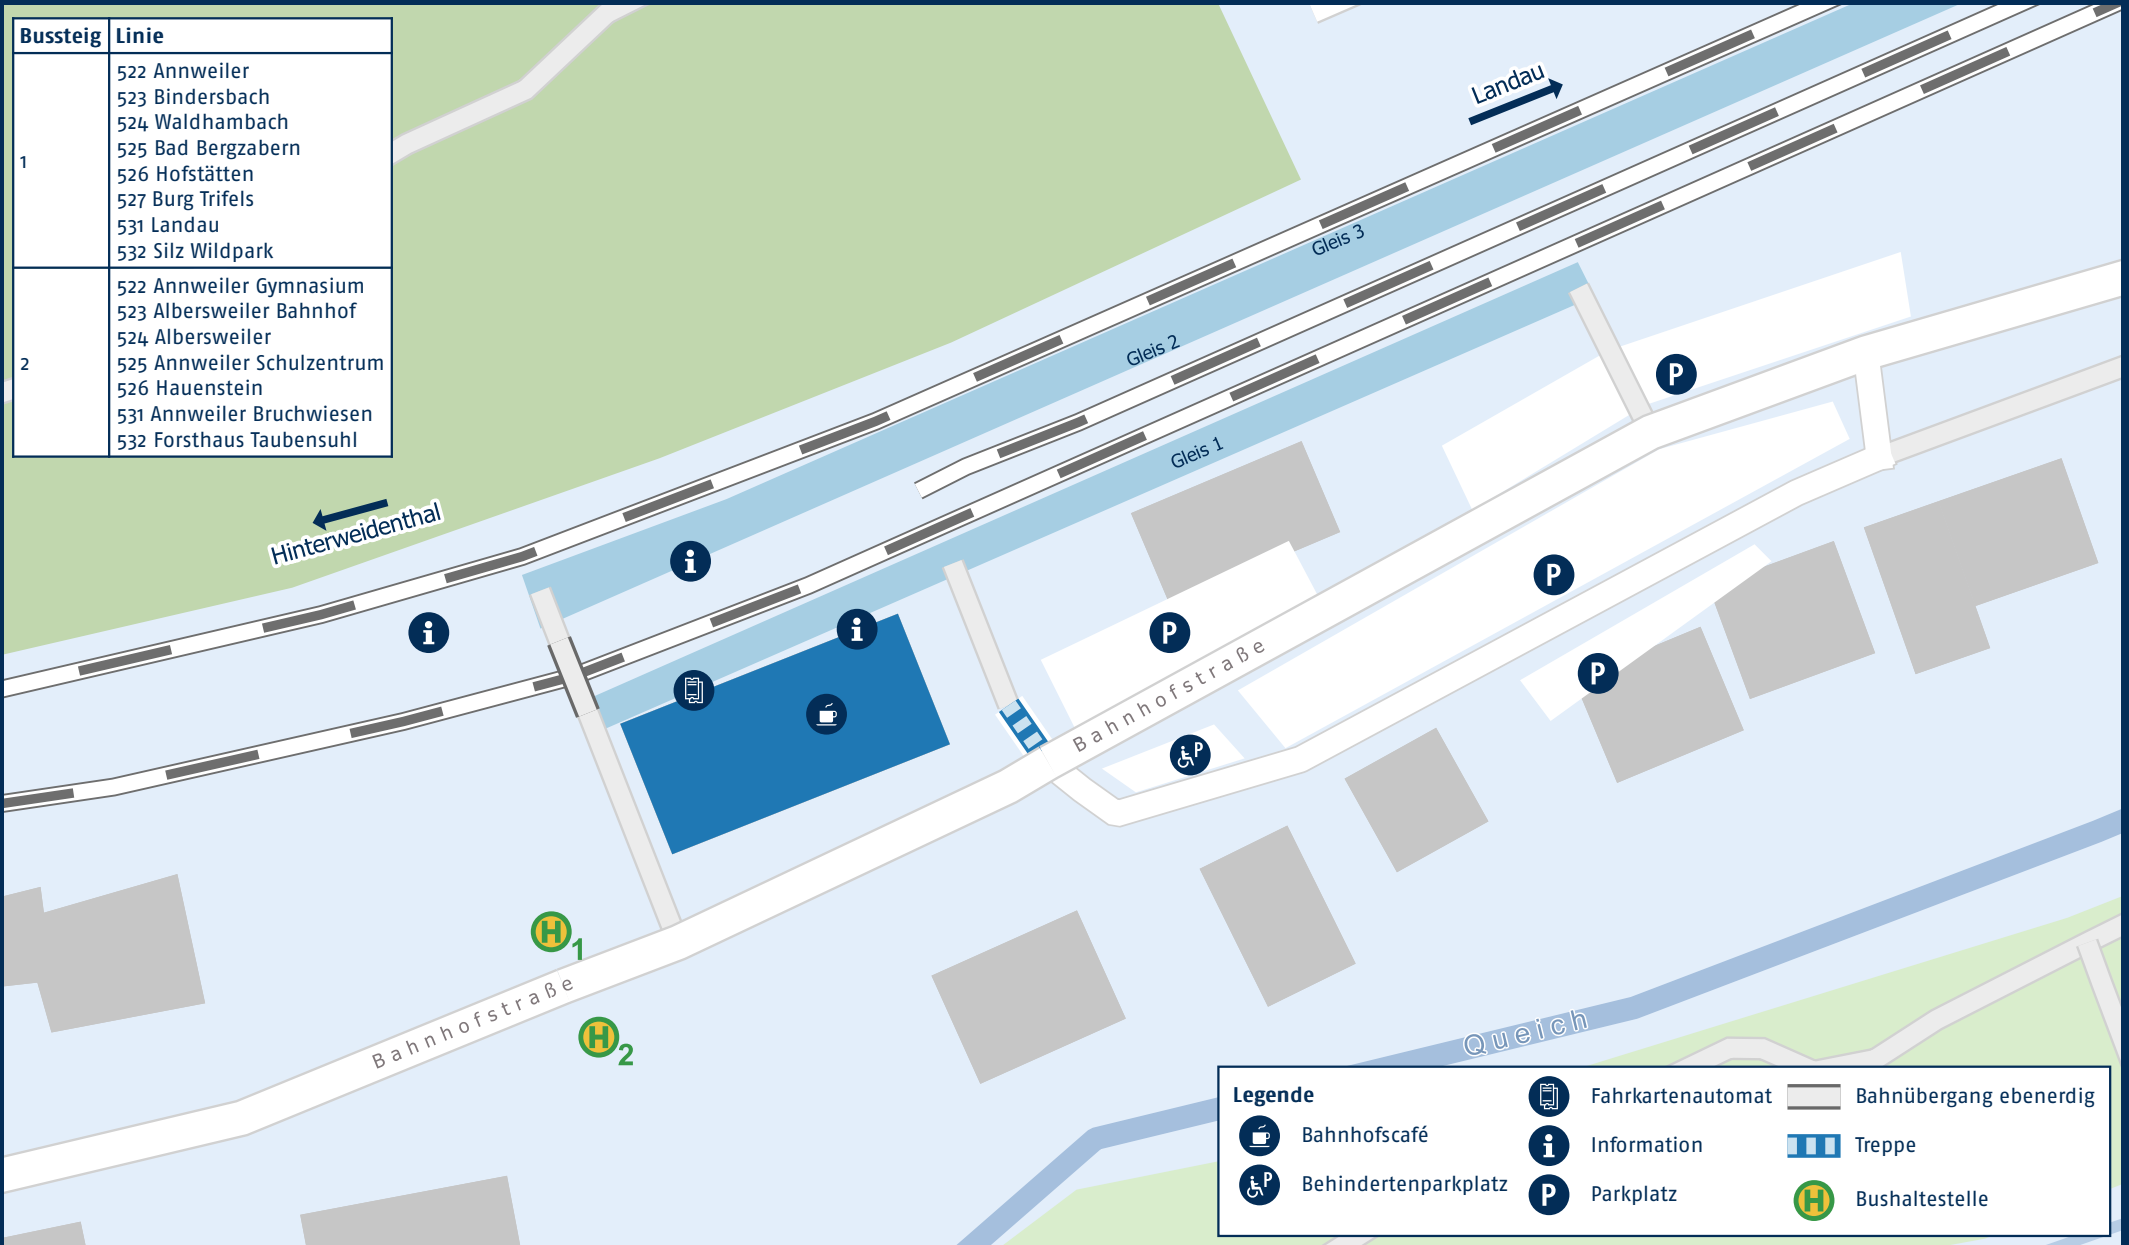 Bussteig Linie
1
522 Annweiler
523 Bindersbach
524 Waldhambach
525 Bad Bergzabern
526 Hofstätten
527 Burg Trifels
531 Landau
532 Silz Wildpark
2
522 Annweiler Gymnasium
523 Albersweiler Bahnhof
524 Albersweiler
525 Annweiler Schulzentrum
526 Hauenstein
531 Annweiler Bruchwiesen
532 Forsthaus Taubensuhl
Landau
Hinterweidenthal
Gleis 3
Gleis 2
Gleis 1
i
i
i
P
P
P
P
P
Bahnhofstraße
Bahnhofstraße
H 1
H 2
Queich
Legende
Bahnhofscafé
P Behindertenparkplatz
Fahrkartenautomat
i Information
P Parkplatz
Bahnübergang ebenerdig
Treppe
H Bushaltestelle